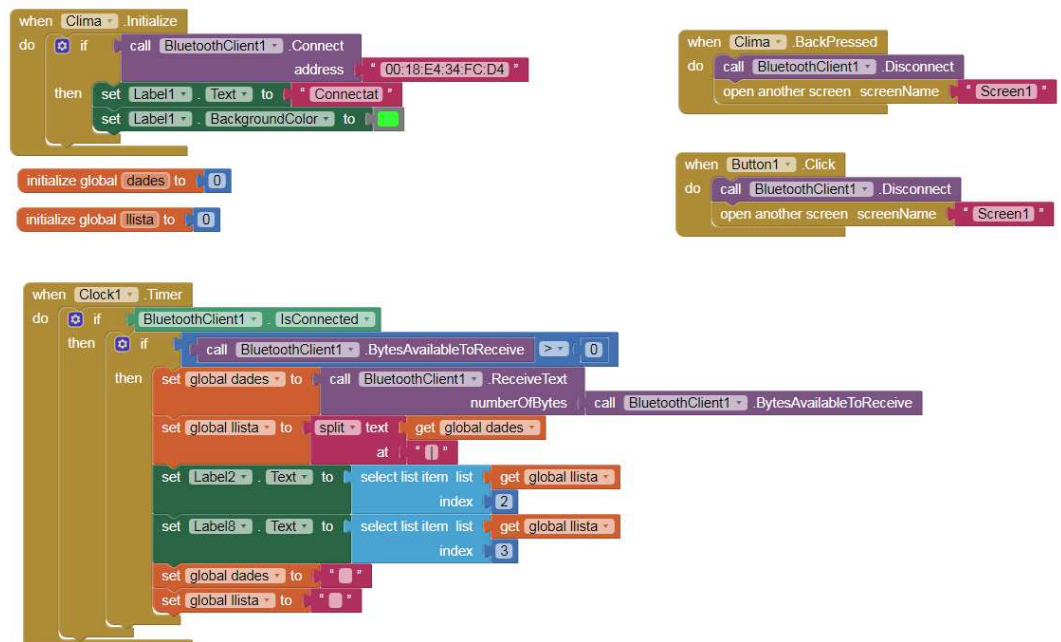 when Clima .Initialize
do if call BluetoothClient1 .Connect
address " 00:18:E4:34:FC:D4 "
then set Label1 . Text to " Connectat "
set Label1 . BackgroundColor to
initialize global dades to 0
initialize global llista to 0
when Clima .BackPressed
do call BluetoothClient1 .Disconnect
open another screen screenName " Screen1 "
when Button1 .Click
do call BluetoothClient1 .Disconnect
open another screen screenName " Screen1 "
when Clock1 .Timer
do if BluetoothClient1 . IsConnected
then if call BluetoothClient1 .BytesAvailableToReceive > 0
then set global dades to call BluetoothClient1 .ReceiveText
numberOfBytes call BluetoothClient1 .BytesAvailableToReceive
set global llista to split text get global dades
at " | "
set Label2 . Text to select list item list get global llista
index 2
set Label8 . Text to select list item list get global llista
index 3
set global dades to " "
set global llista to " "